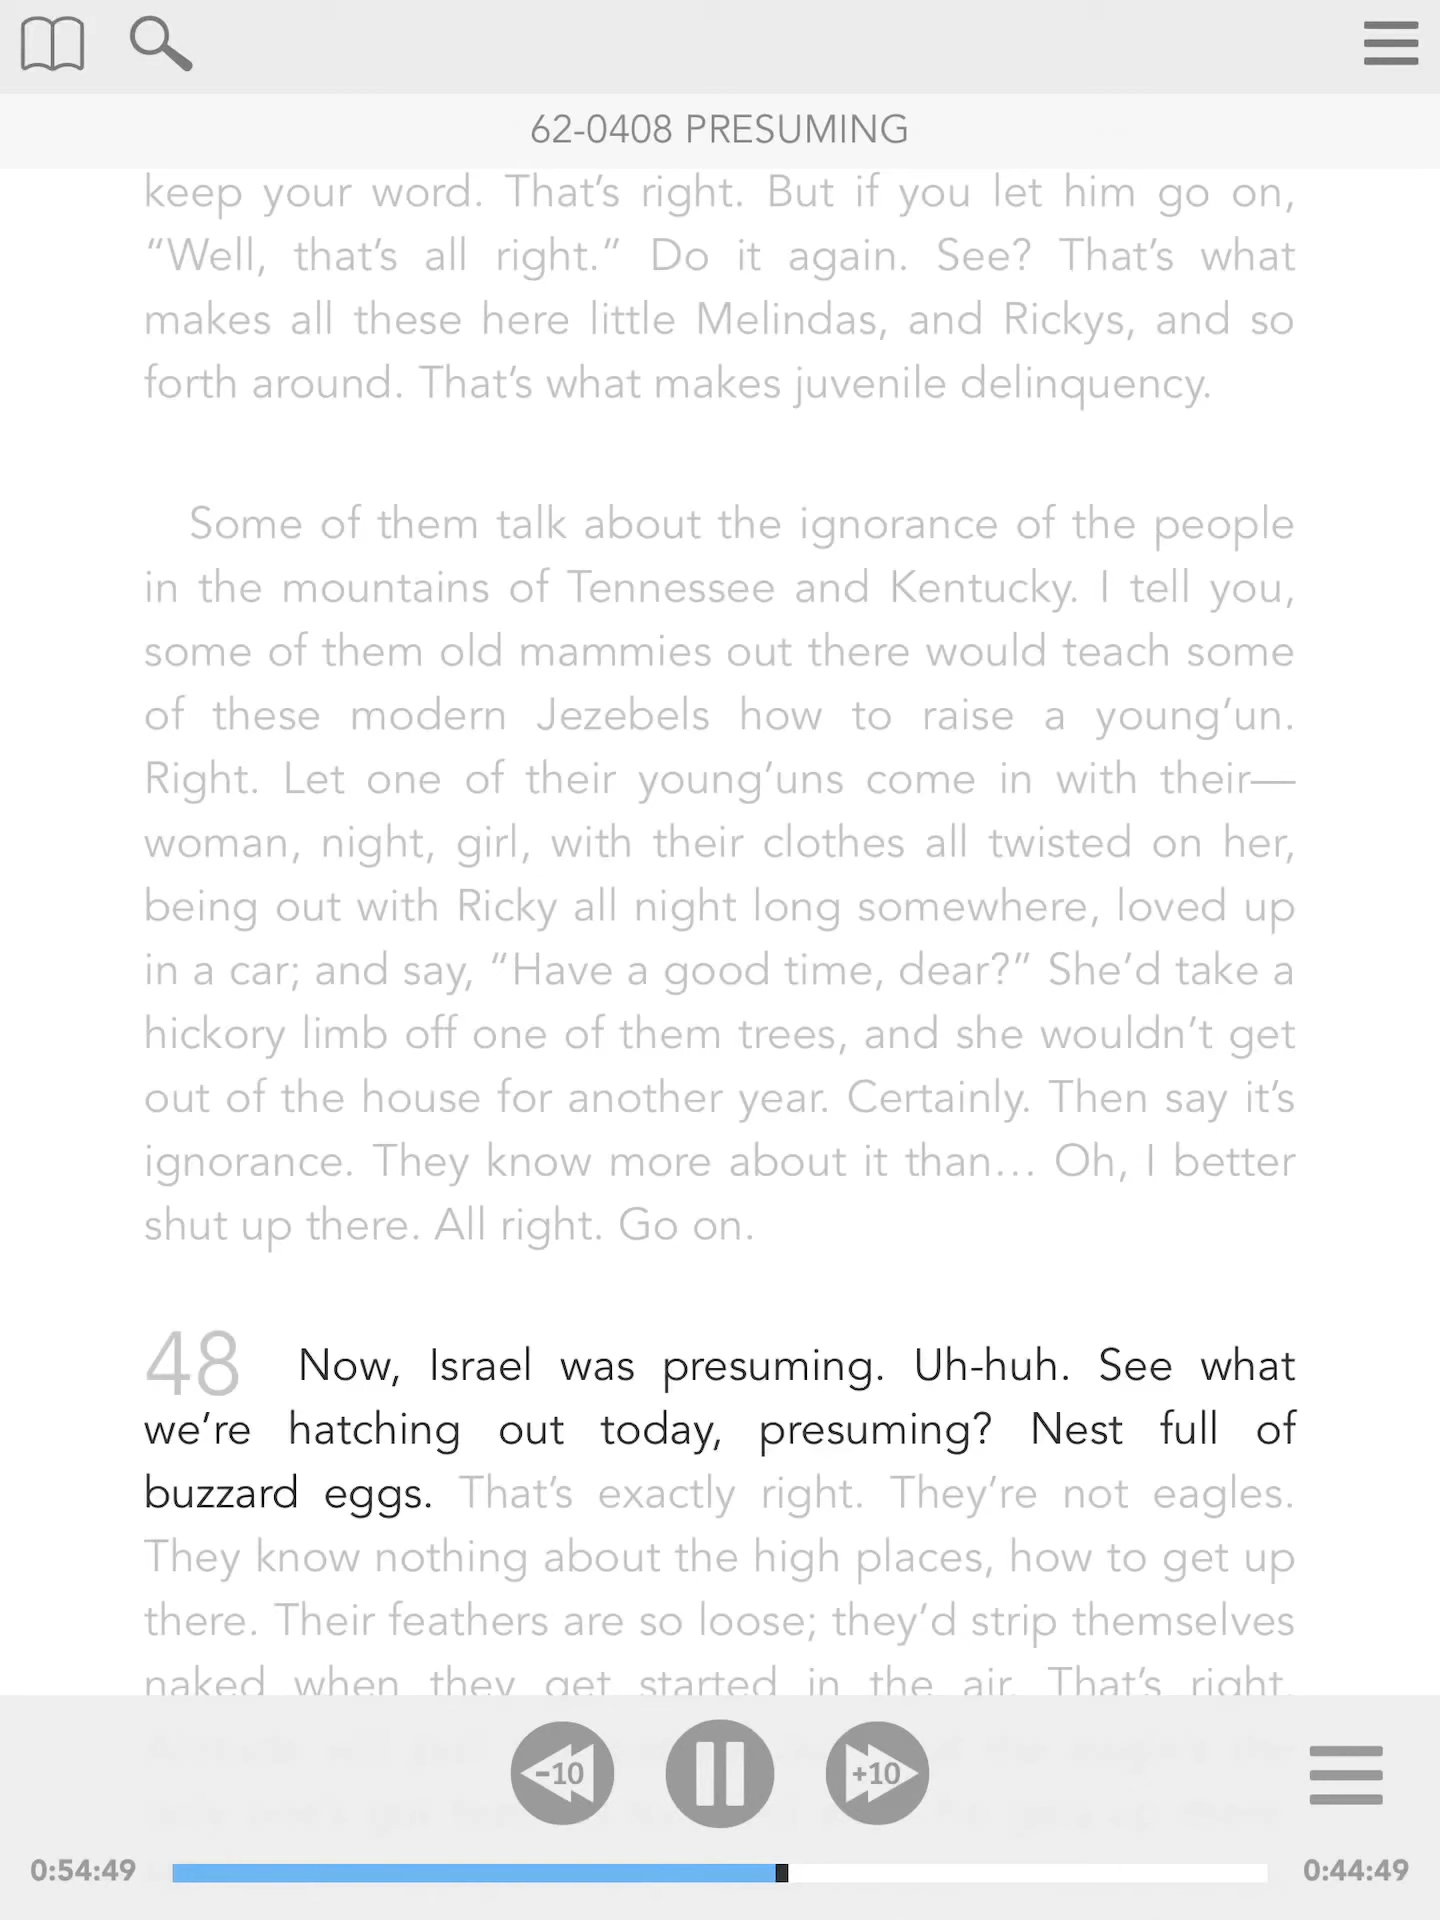 62-0408 PRESUMING
keep your word. That’s right. But if you let him go on,
“Well, that’s all right.” Do it again. See? That’s what
makes all these here little Melindas, and Rickys, and so
forth around. That’s what makes juvenile delinquency.
Some of them talk about the ignorance of the people
in the mountains of Tennessee and Kentucky. I tell you,
some of them old mammies out there would teach some
of these modern Jezebels how to raise a young’un.
Right. Let one of their young’uns come in with their—
woman, night, girl, with their clothes all twisted on her,
being out with Ricky all night long somewhere, loved up
in a car; and say, “Have a good time, dear?” She’d take a
hickory limb off one of them trees, and she wouldn’t get
out of the house for another year. Certainly. Then say it’s
ignorance. They know more about it than… Oh, I better
shut up there. All right. Go on.
48 Now, Israel was presuming. Uh-huh. See what
we’re hatching out today, presuming? Nest full of
buzzard eggs. That’s exactly right. They’re not eagles.
They know nothing about the high places, how to get up
there. Their feathers are so loose; they’d strip themselves
naked when they get started in the air. That’s right.
-10 +10
0:54:49 0:44:49